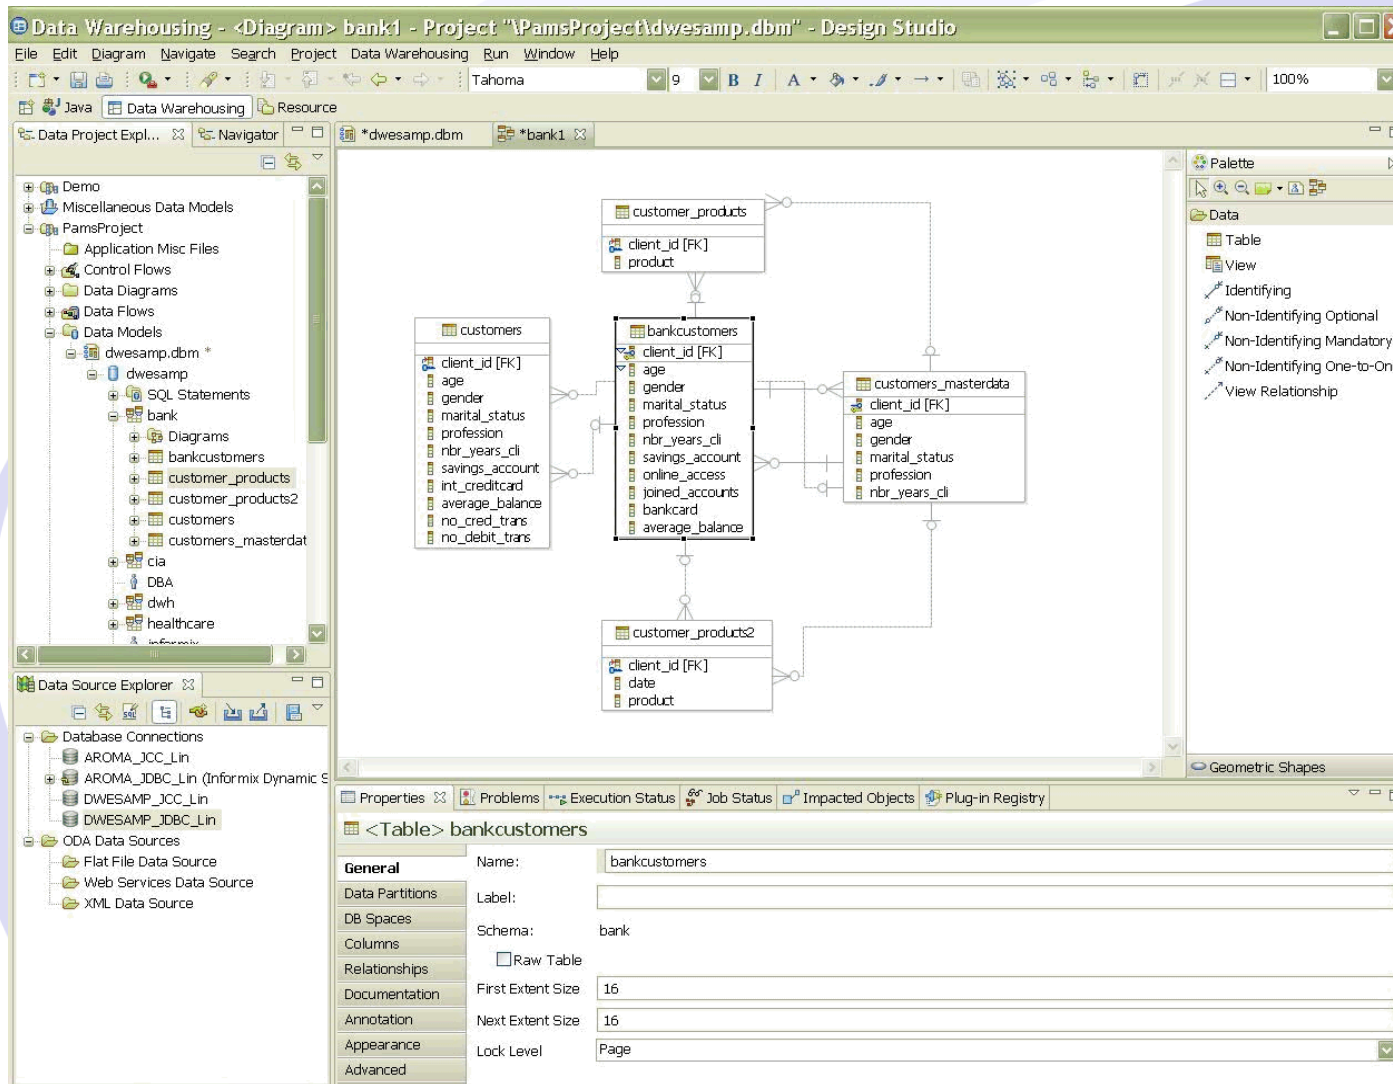 Data Warehousing - <Diagram> bank1 - Project "\PamsProject\dwesamp.dbm" - Design Studio
File Edit Diagram Navigate Search Project Data Warehousing Run Window Help
Tahoma 9 B I A 100%
Java Data Warehousing Resource
Data Project Expl... Navigator
Demo
Miscellaneous Data Models
PamsProject
Application Misc Files
Control Flows
Data Diagrams
Data Flows
Data Models
dwesamp.dbm *
dwesamp
SQL Statements
bank
Diagrams
bankcustomers
customer_products
customer_products2
customers
customers_masterdat
cia
DBA
dwh
healthcare
informix
Data Source Explorer
Database Connections
AROMA_JCC_Lin
AROMA_JDBC_Lin (Informix Dynamic S
DWESAMP_JCC_Lin
DWESAMP_JDBC_Lin
ODA Data Sources
Flat File Data Source
Web Services Data Source
XML Data Source
*dwesamp.dbm *bank1
customer_products
client_id [FK]
product
customers
client_id [FK]
age
gender
marital_status
profession
nbr_years_cli
savings_account
int_creditcard
average_balance
no_cred_trans
no_debit_trans
bankcustomers
client_id [FK]
age
gender
marital_status
profession
nbr_years_cli
savings_account
online_access
joined_accounts
bankcard
average_balance
customers_masterdata
client_id [FK]
age
gender
marital_status
profession
nbr_years_cli
customer_products2
client_id [FK]
date
product
Palette
Data
Table
View
Identifying
Non-Identifying Optional
Non-Identifying Mandatory
Non-Identifying One-to-On
View Relationship
Geometric Shapes
Properties Problems Execution Status Job Status Impacted Objects Plug-in Registry
<Table> bankcustomers
General
Data Partitions
DB Spaces
Columns
Relationships
Documentation
Annotation
Appearance
Advanced
Name: bankcustomers
Label:
Schema: bank
Raw Table
First Extent Size 16
Next Extent Size 16
Lock Level Page